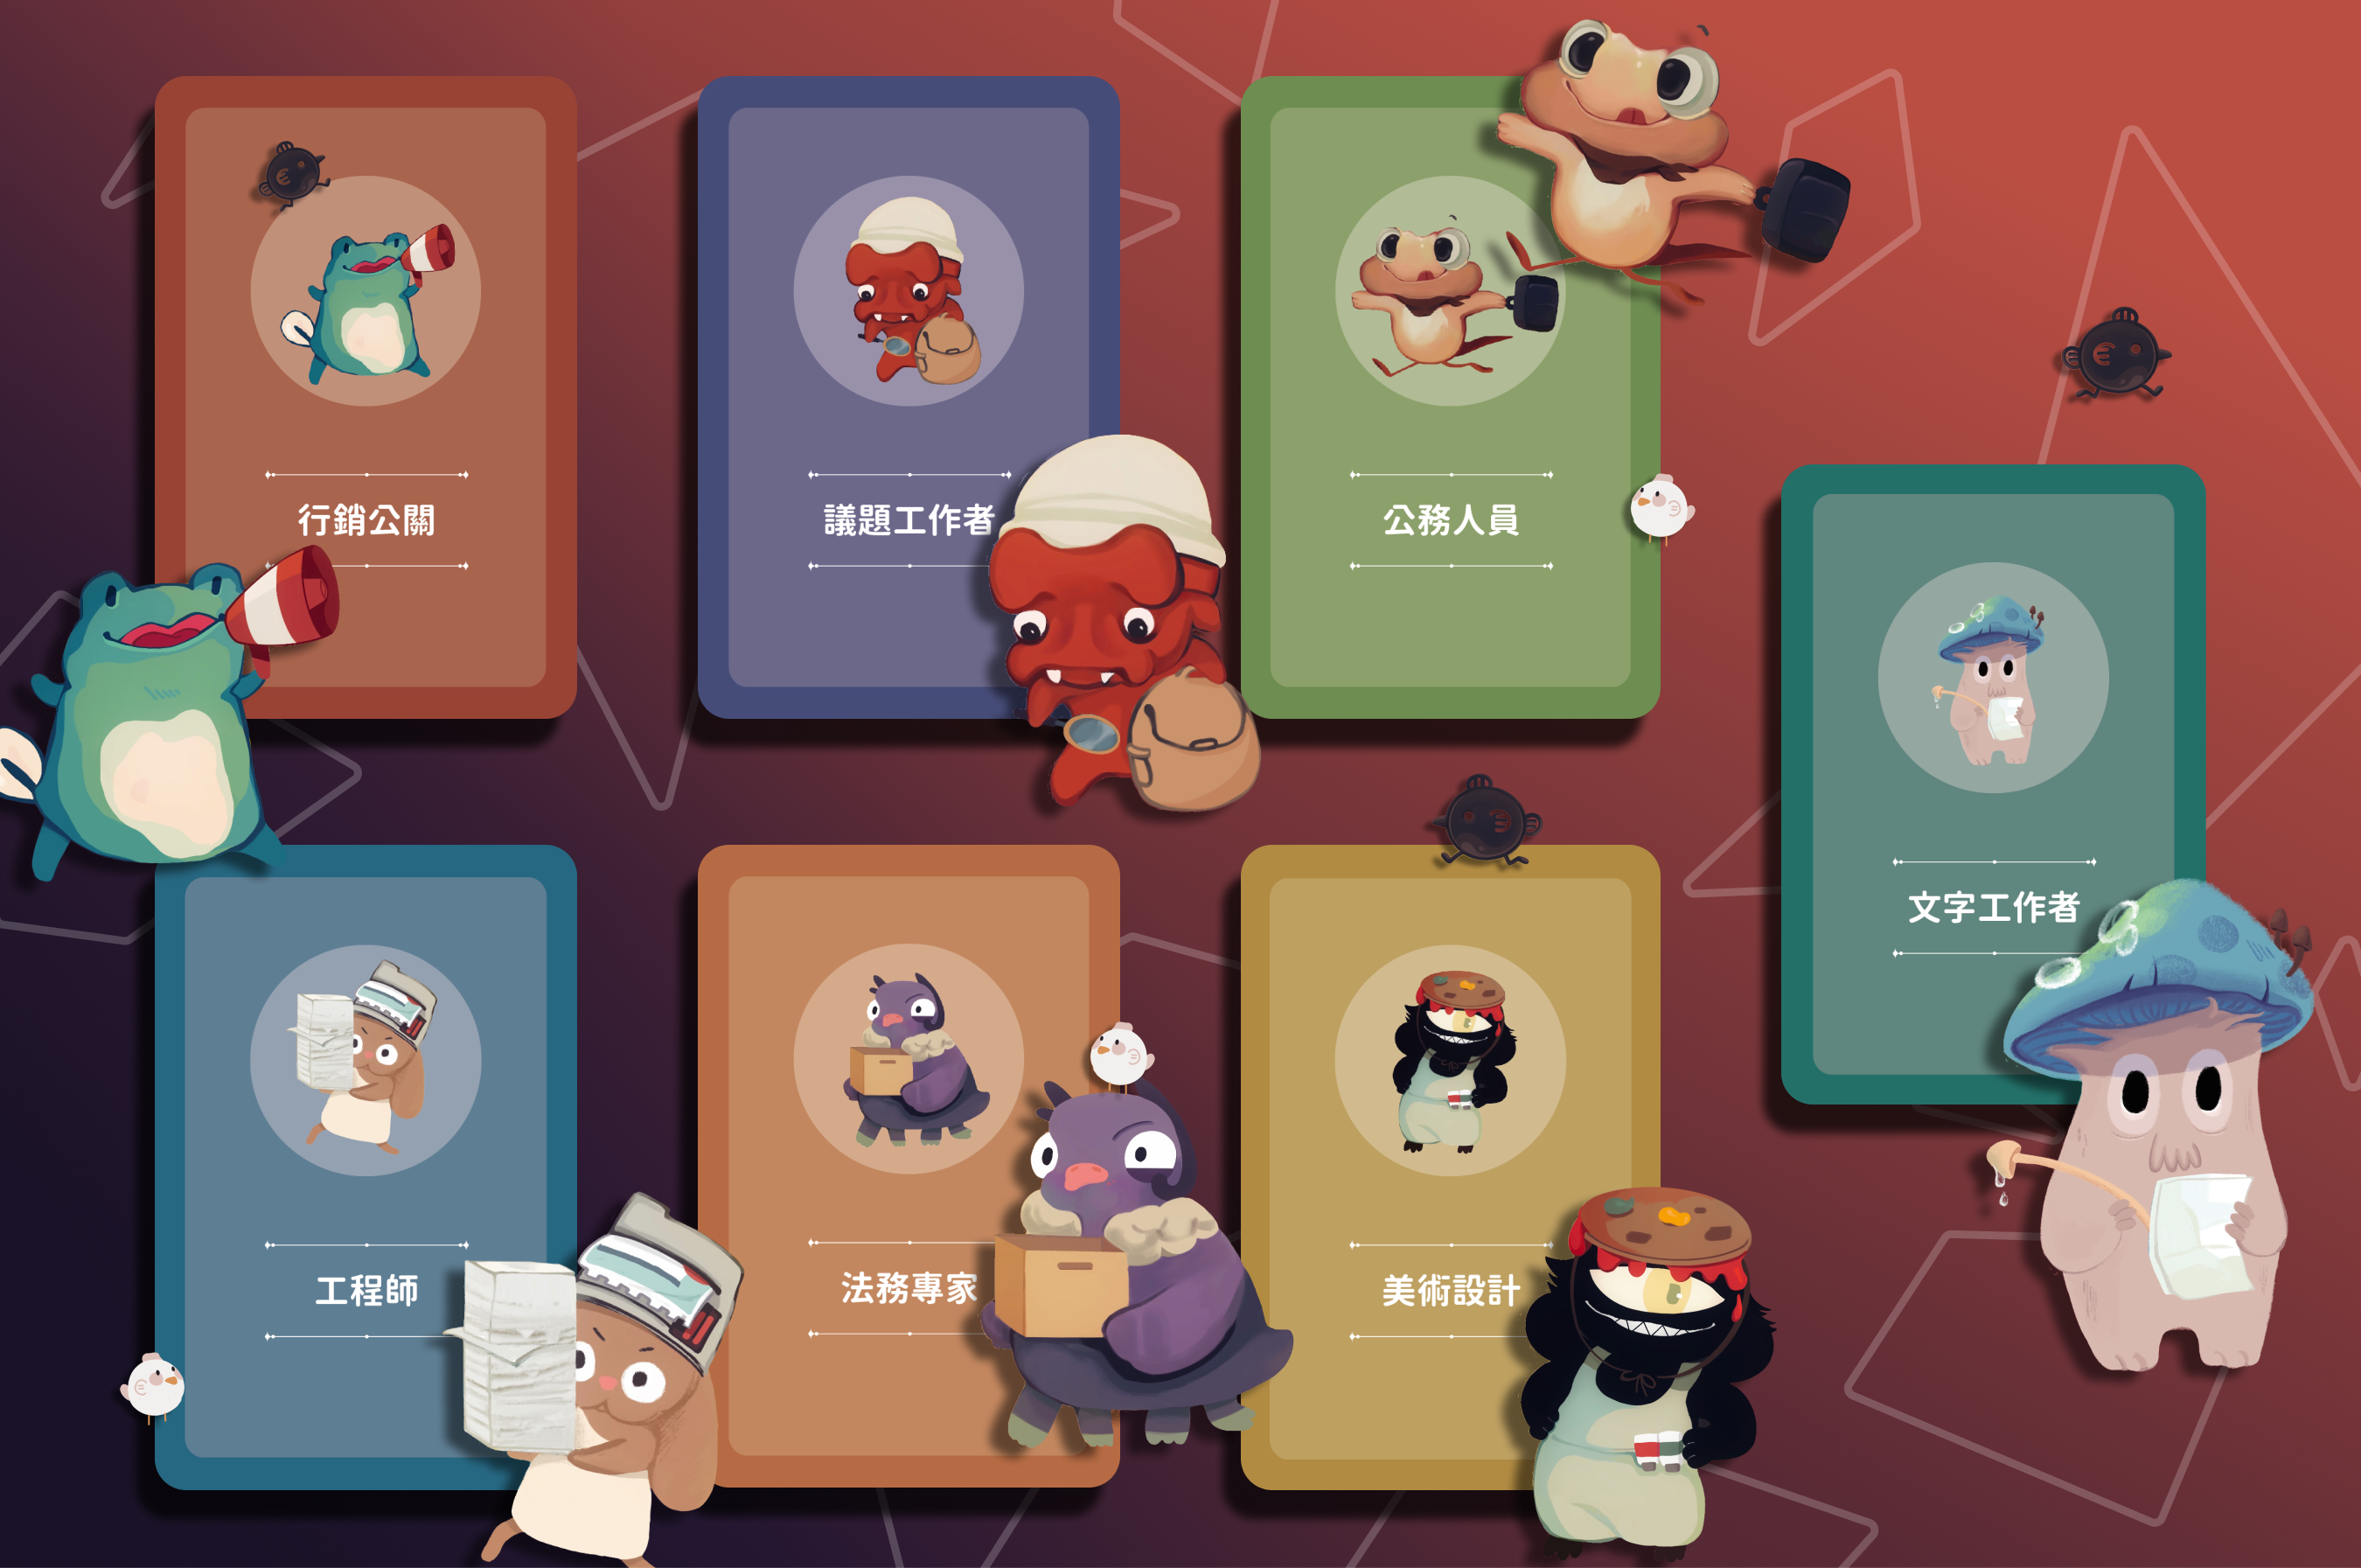 行銷公關
議題工作者
公務人員
文字工作者
工程師
法務專家
美術設計